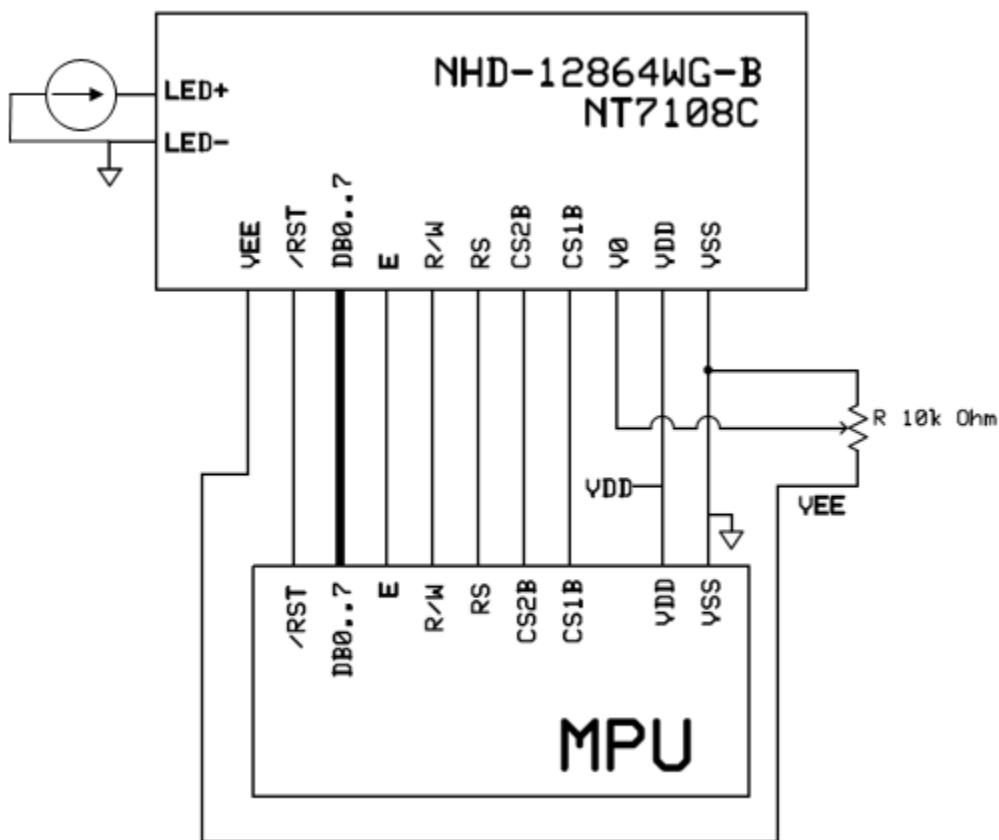 NHD-12864WG-B
NT7108C
LED+
LED-
VEE
/RST
DB0..7
E
R/W
RS
CS2B
CS1B
V0
VDD
VSS
R 10k Ohm
VDD
VEE
/RST
DB0..7
E
R/W
RS
CS2B
CS1B
VDD
VSS
MPU